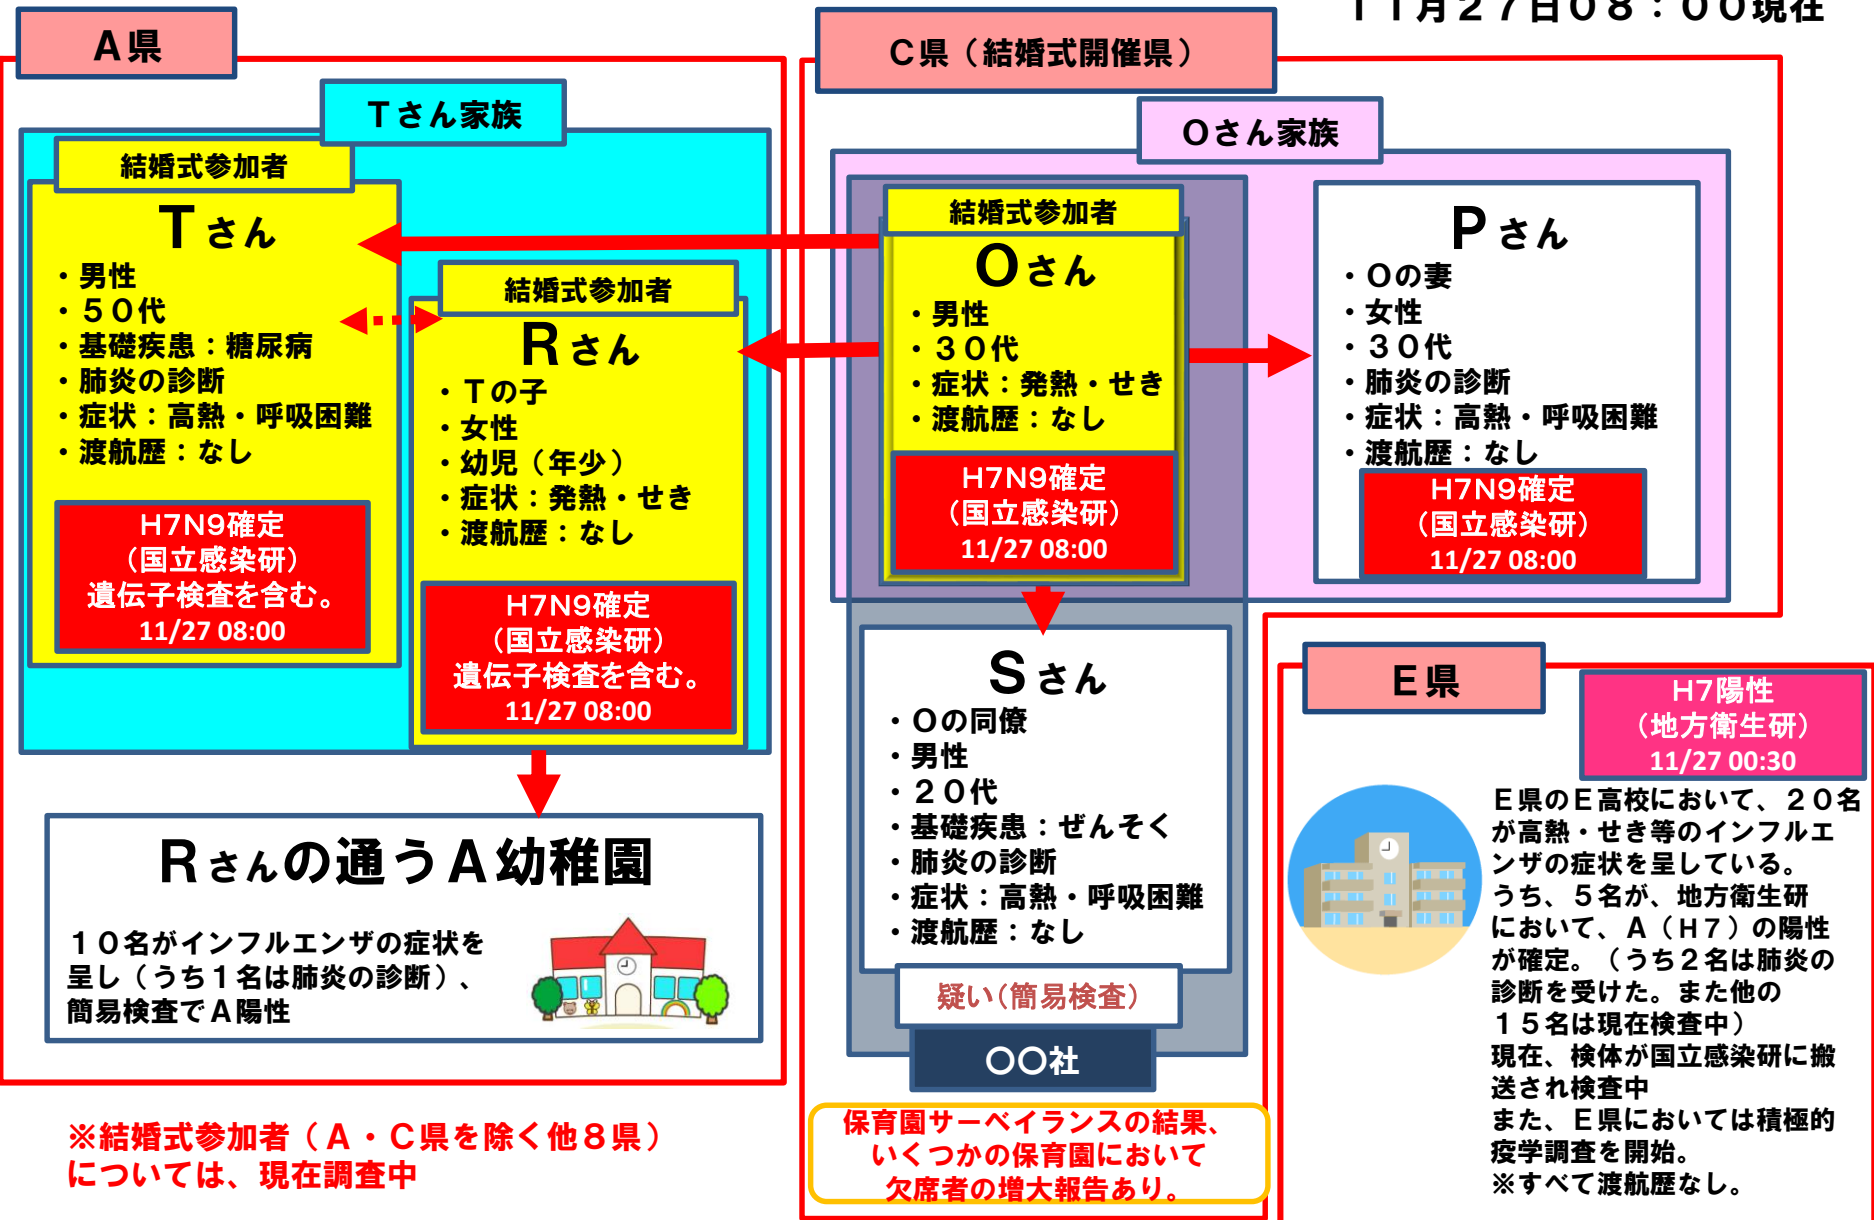 １１月２７日０８：００現在
Ａ県
Ｔさん家族
結婚式参加者
Ｔさん
・男性
・５０代
・基礎疾患：糖尿病
・肺炎の診断
・症状：高熱・呼吸困難
・渡航歴：なし
H7N9確定
（国立感染研）
遺伝子検査を含む。
11/27 08:00
結婚式参加者
Ｒさん
・Ｔの子
・女性
・幼児（年少）
・症状：発熱・せき
・渡航歴：なし
H7N9確定
（国立感染研）
遺伝子検査を含む。
11/27 08:00
Ｒさんの通うＡ幼稚園
１０名がインフルエンザの症状を
呈し（うち１名は肺炎の診断）、
簡易検査でＡ陽性
※結婚式参加者（Ａ・Ｃ県を除く他８県）
については、現在調査中
Ｃ県（結婚式開催県）
Ｏさん家族
結婚式参加者
Ｏさん
・男性
・３０代
・症状：発熱・せき
・渡航歴：なし
H7N9確定
（国立感染研）
11/27 08:00
Ｐさん
・Ｏの妻
・女性
・３０代
・肺炎の診断
・症状：高熱・呼吸困難
・渡航歴：なし
H7N9確定
（国立感染研）
11/27 08:00
Ｓさん
・Ｏの同僚
・男性
・２０代
・基礎疾患：ぜんそく
・肺炎の診断
・症状：高熱・呼吸困難
・渡航歴：なし
疑い（簡易検査）
〇〇社
保育園サーベイランスの結果、
いくつかの保育園において
欠席者の増大報告あり。
Ｅ県
H7陽性
（地方衛生研）
11/27 00:30
Ｅ県のＥ高校において、２０名
が高熱・せき等のインフルエ
ンザの症状を呈している。
うち、５名が、地方衛生研
において、Ａ（Ｈ７）の陽性
が確定。（うち２名は肺炎の
診断を受けた。また他の
１５名は現在検査中）
現在、検体が国立感染研に搬
送され検査中
また、Ｅ県においては積極的
疫学調査を開始。
※すべて渡航歴なし。